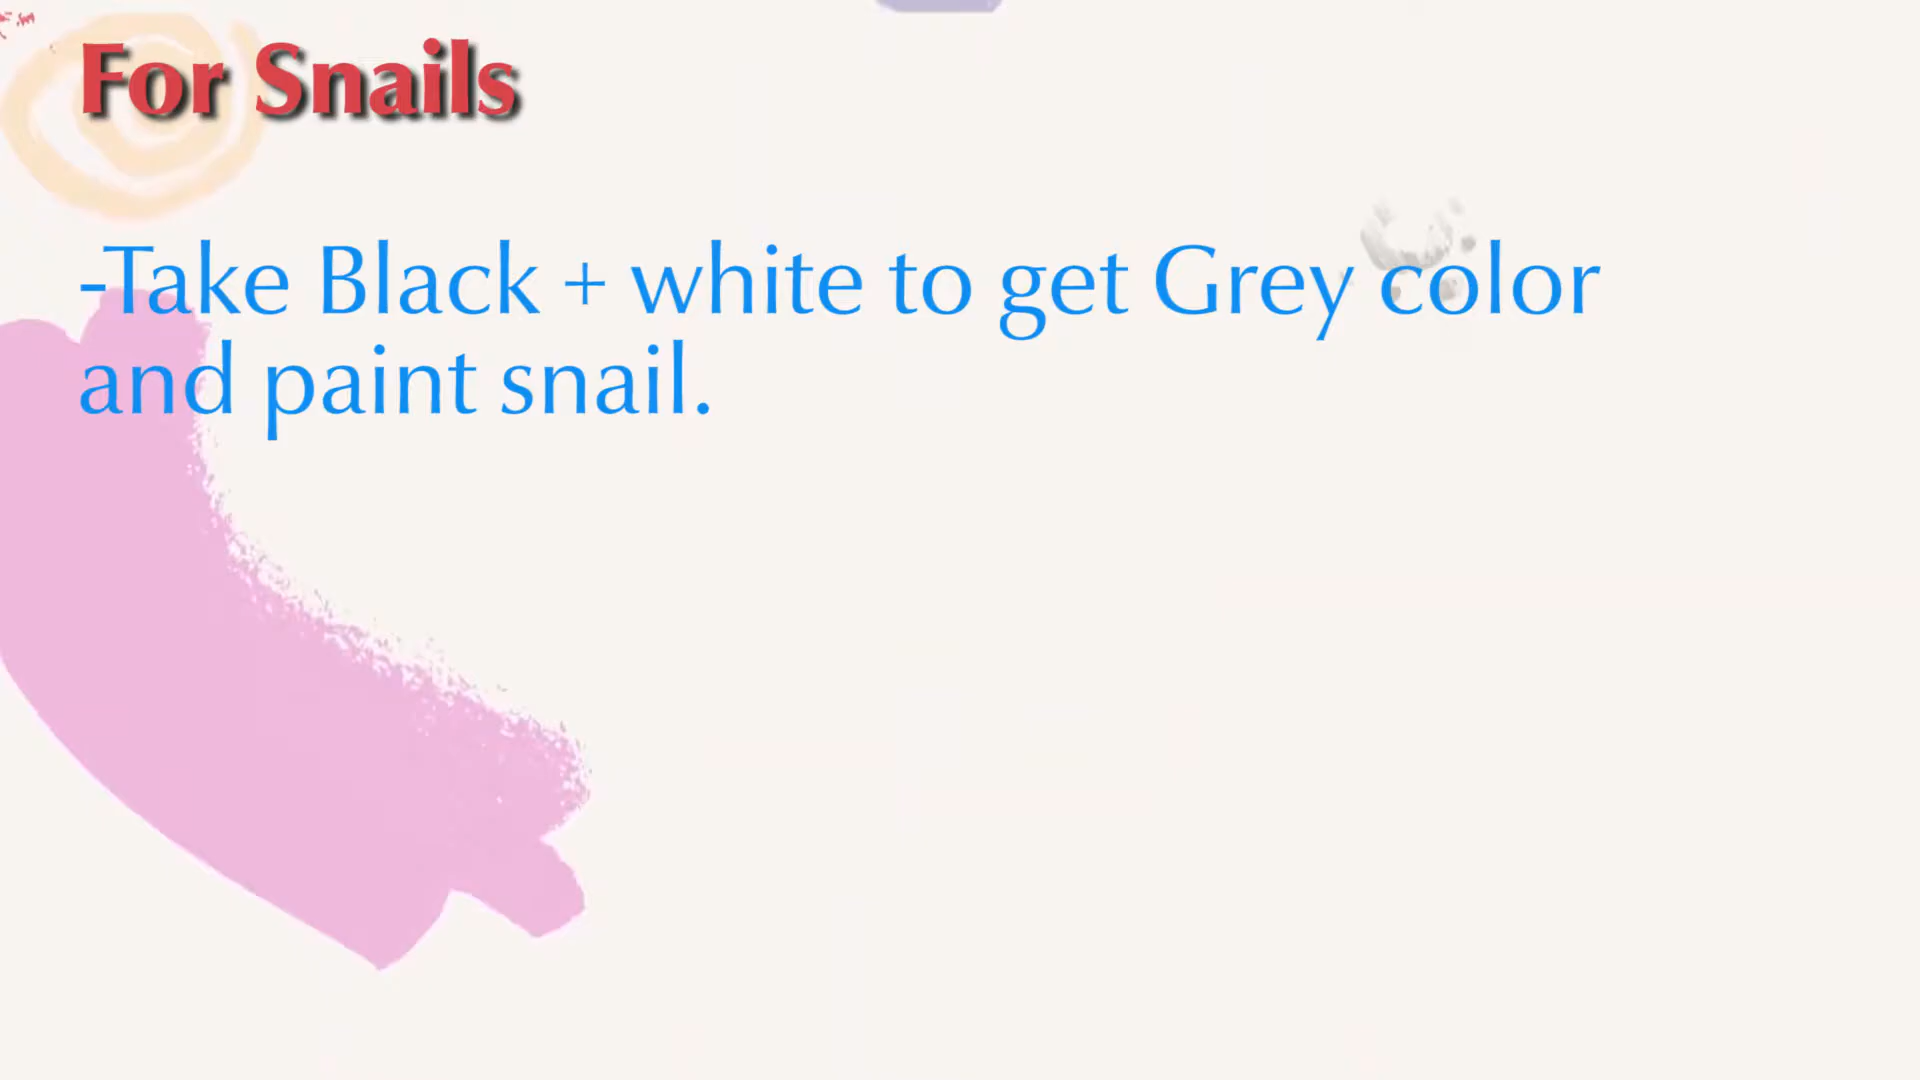 For Snails
-Take Black + white to get Grey color
and paint snail.